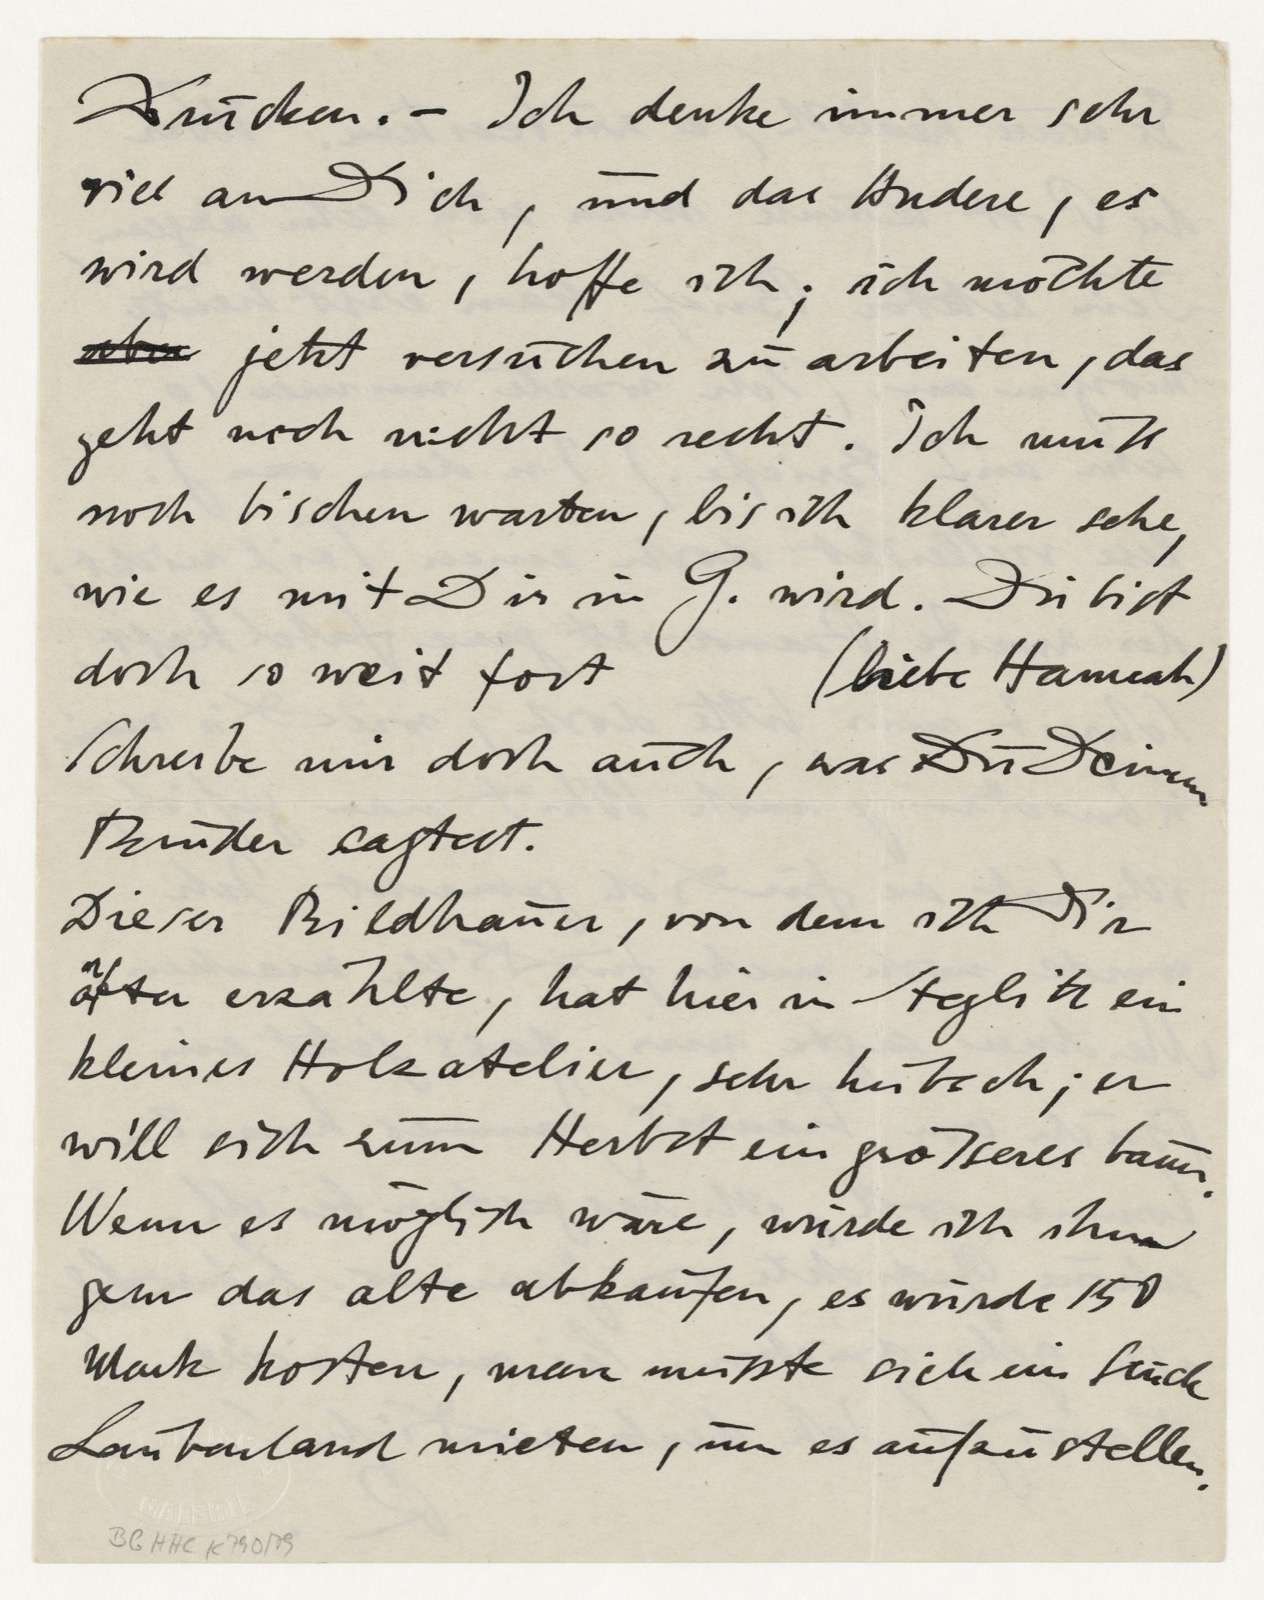 Drucken. – Ich denke immer sehr
viel an Dich, und das Andere, es
wird werden, hoffe ich; ich möchte
aber jetzt versuchen zu arbeiten, das
geht noch nicht so recht. Ich muß
noch bischen warten, bis ich klarer sehe,
wie es mit Dir in G. wird. Du bist
doch so weit fort (liebe Hannah)
Schreibe mir doch auch, was Du Deinem
Bruder sagtest.
Dieser Bildhauer, von dem ich Dir
öfter erzählte, hat hier in Steglitz ein
kleines Holzatelier, sehr hübsch; er
will sich zum Herbst ein größeres baun.
Wenn es möglich wäre, würde ich ihm
gern das alte abkaufen, es würde 150
Mark kosten, man müßte sich ein Stück
Laubenland mieten, um es aufzustellen.
BG HHC K 790/79